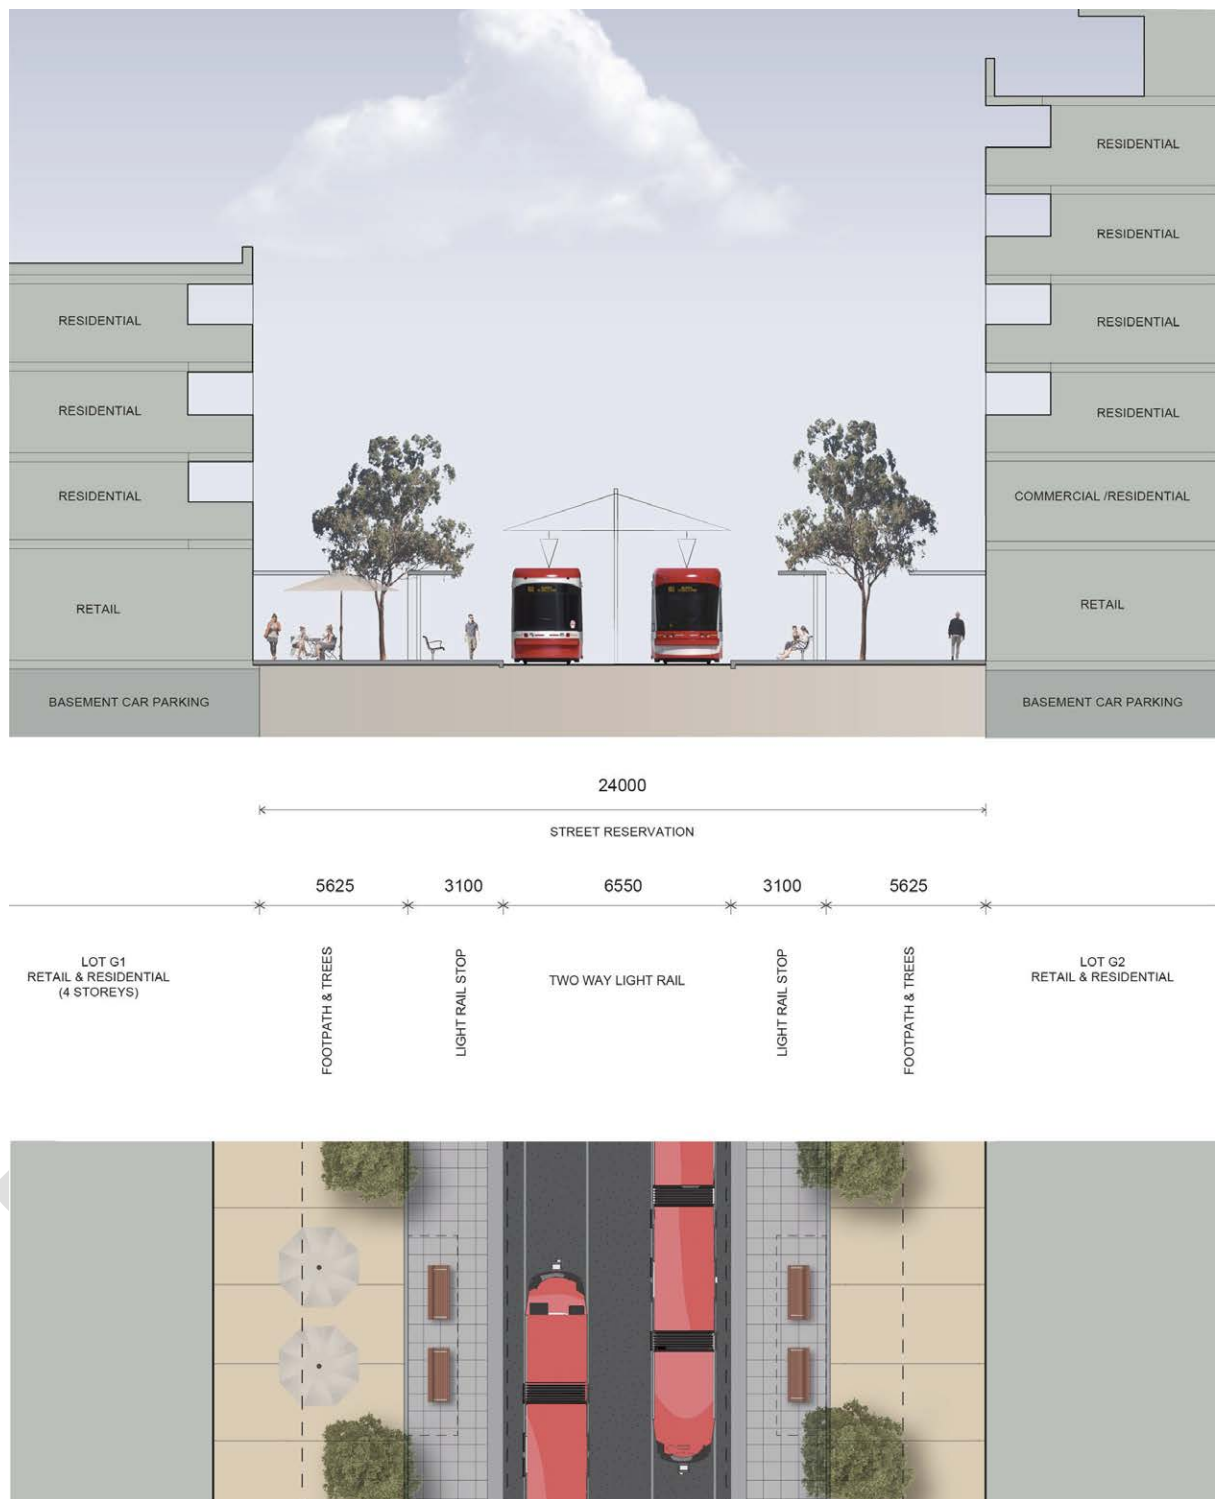 RESIDENTIAL
RESIDENTIAL
RESIDENTIAL
RESIDENTIAL
RESIDENTIAL
RESIDENTIAL
RESIDENTIAL
RESIDENTIAL
COMMERCIAL /RESIDENTIAL
RETAIL
RETAIL
BASEMENT CAR PARKING
BASEMENT CAR PARKING
24000
STREET RESERVATION
5625
3100
6550
3100
5625
LOT G1
RETAIL & RESIDENTIAL
(4 STOREYS)
FOOTPATH & TREES
LIGHT RAIL STOP
TWO WAY LIGHT RAIL
LIGHT RAIL STOP
FOOTPATH & TREES
LOT G2
RETAIL & RESIDENTIAL